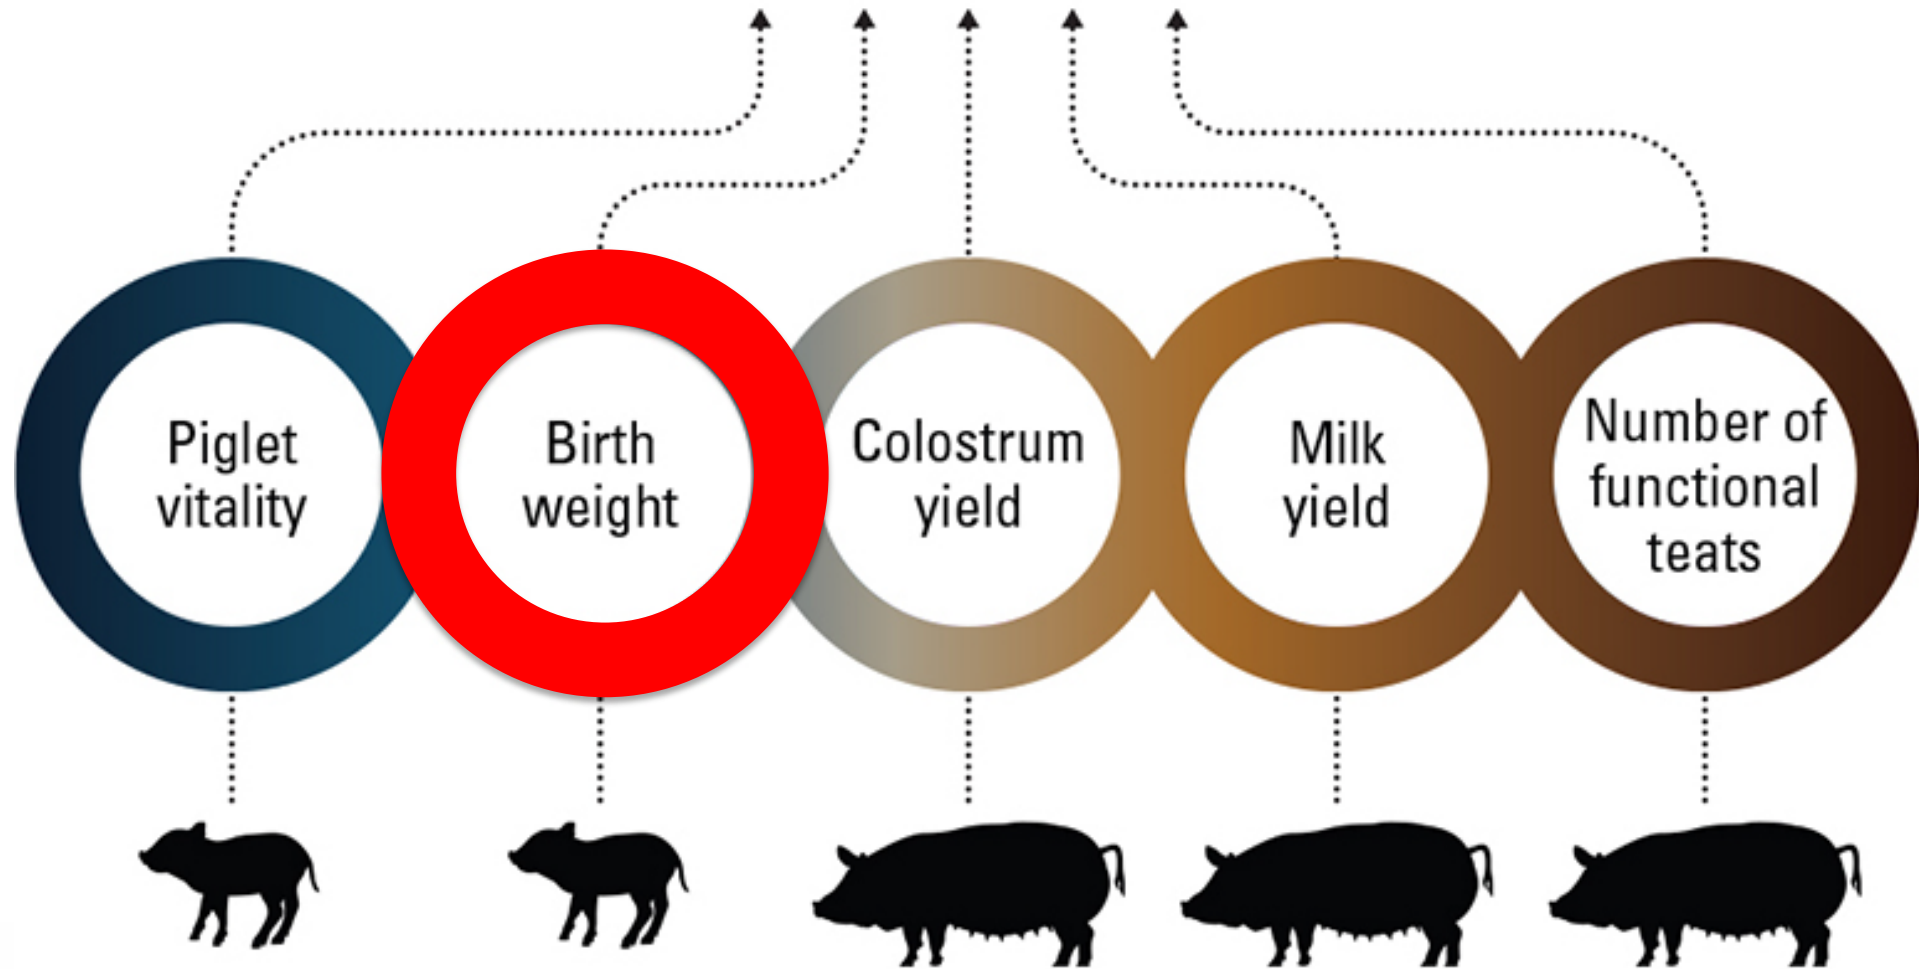 Piglet
vitality
Birth
weight
Colostrum
yield
Milk
yield
Number of
functional
teats